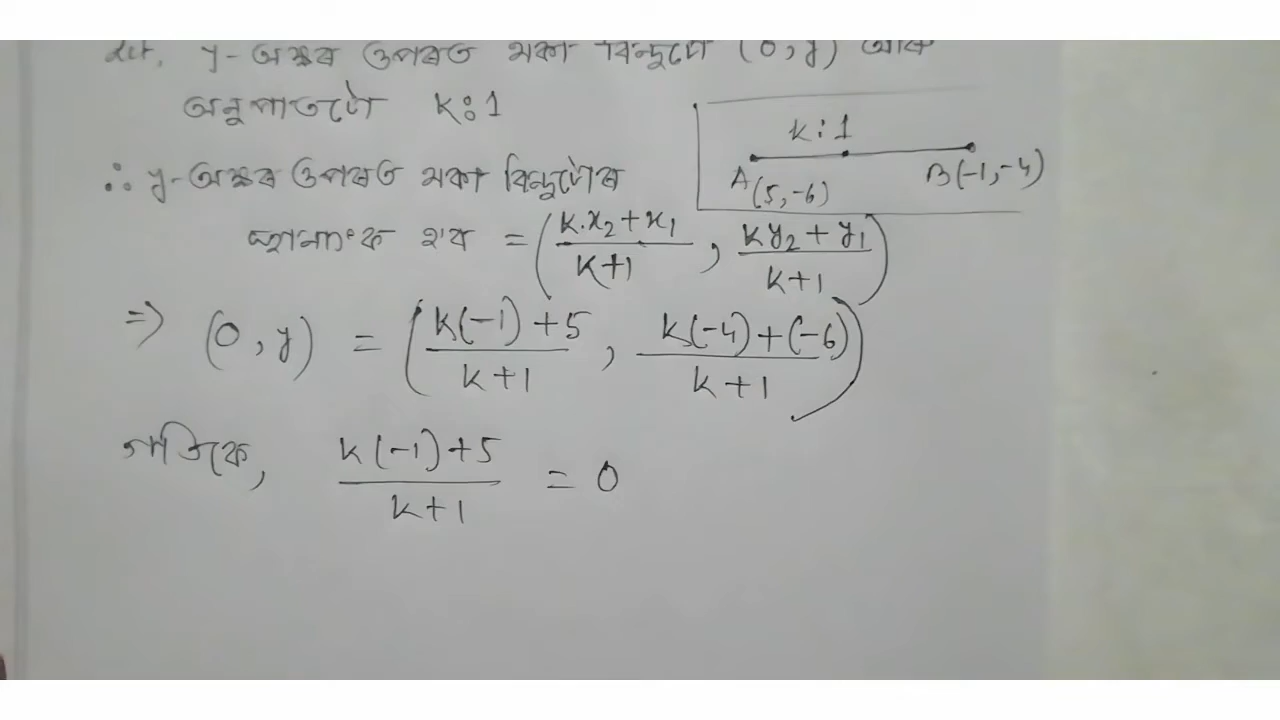 Let, y-অক্ষৰ ওপৰত থকা বিন্দুটো (0,y) আৰু
অনুপাতটো k:1
∴ y-অক্ষৰ ওপৰত থকা বিন্দুটোৰ
স্থানাংক হ'ব = (k.x₂+x₁/k+1, ky₂+y₁/k+1)
k:1
A(5,-6) B(-1,-4)
⇒ (0,y) = (k(-1)+5/k+1, k(-4)+(-6)/k+1)
গতিকে, k(-1)+5/k+1 = 0